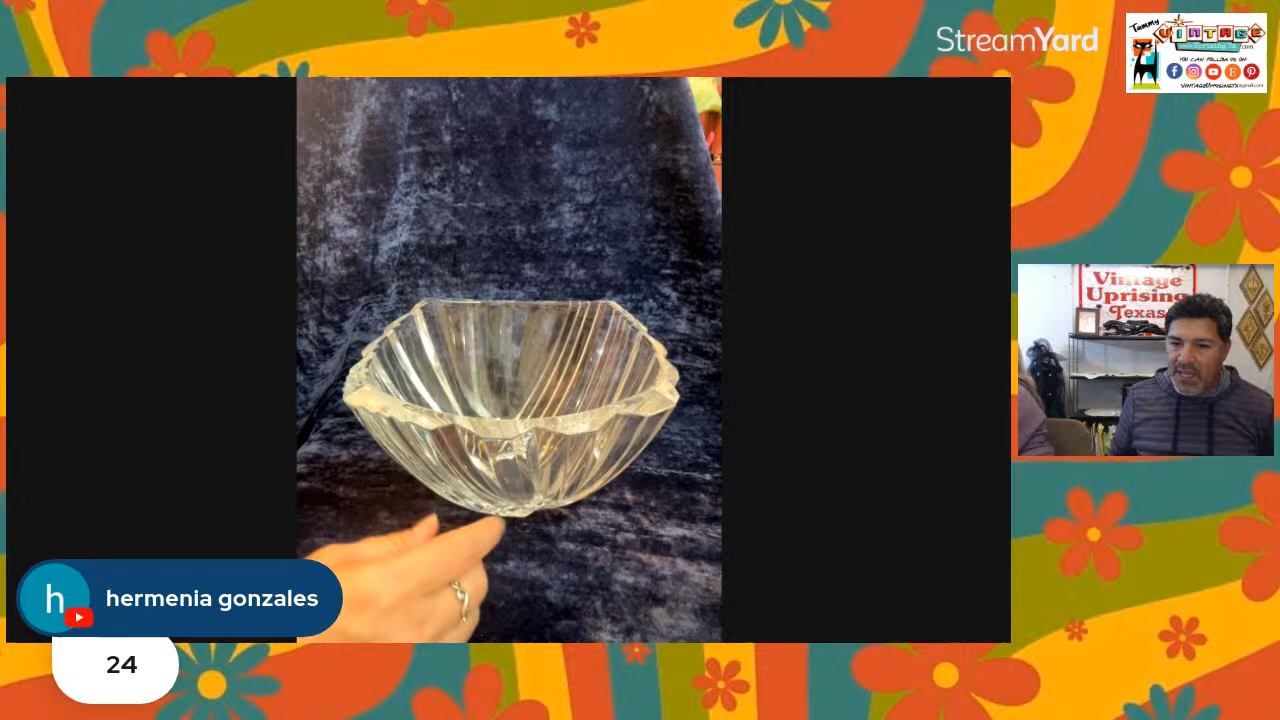 StreamYard
Tammy
VINTAGE
YOU CAN FOLLOW US ON
Vintage
Uprising
Texas
hermenia gonzales
24